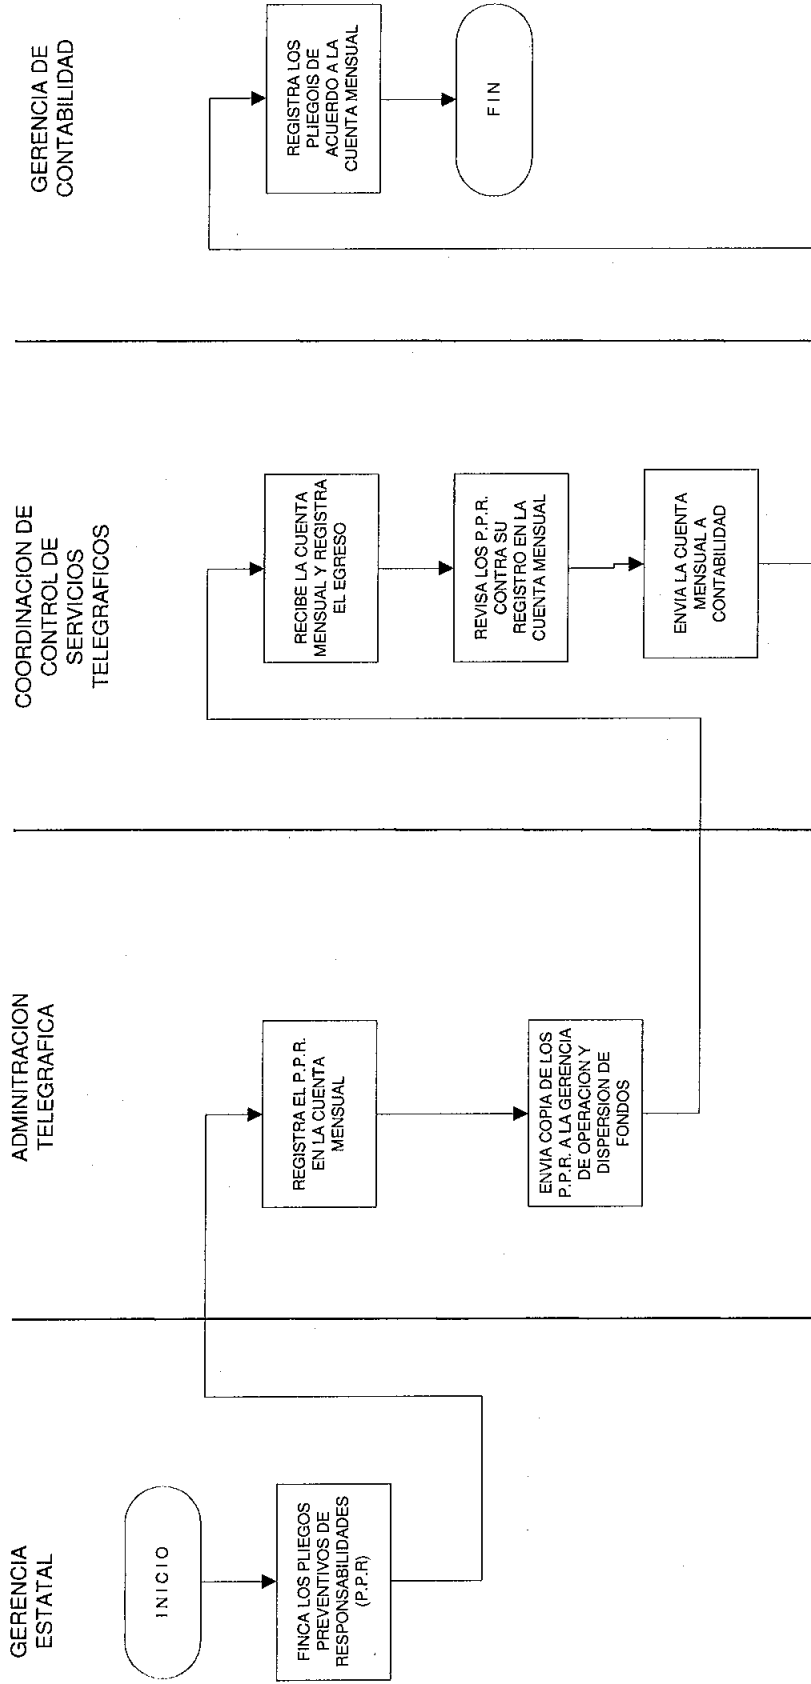 GERENCIA
ESTATAL
INICIO
FINCA LOS PLIEGOS
PREVENTIVOS DE
RESPONSABILIDADES
(P.P.R)
ADMINITRACION
TELEGRAFICA
REGISTRA EL P.P.R.
EN LA CUENTA
MENSUAL
ENVIA COPIA DE LOS
P.P.R. A LA GERENCIA
DE OPERACION Y
DISPERSION DE
FONDOS
COORDINACION DE
CONTROL DE
SERVICIOS
TELEGRAFICOS
RECIBE LA CUENTA
MENSUAL Y REGISTRA
EL EGRESO
REVISA LOS P.P.R.
CONTRA SU
REGISTRO EN LA
CUENTA MENSUAL
ENVIA LA CUENTA
MENSUAL A
CONTABILIDAD
GERENCIA DE
CONTABILIDAD
REGISTRA LOS
PLIEGOIS DE
ACUERDO A LA
CUENTA MENSUAL
FIN